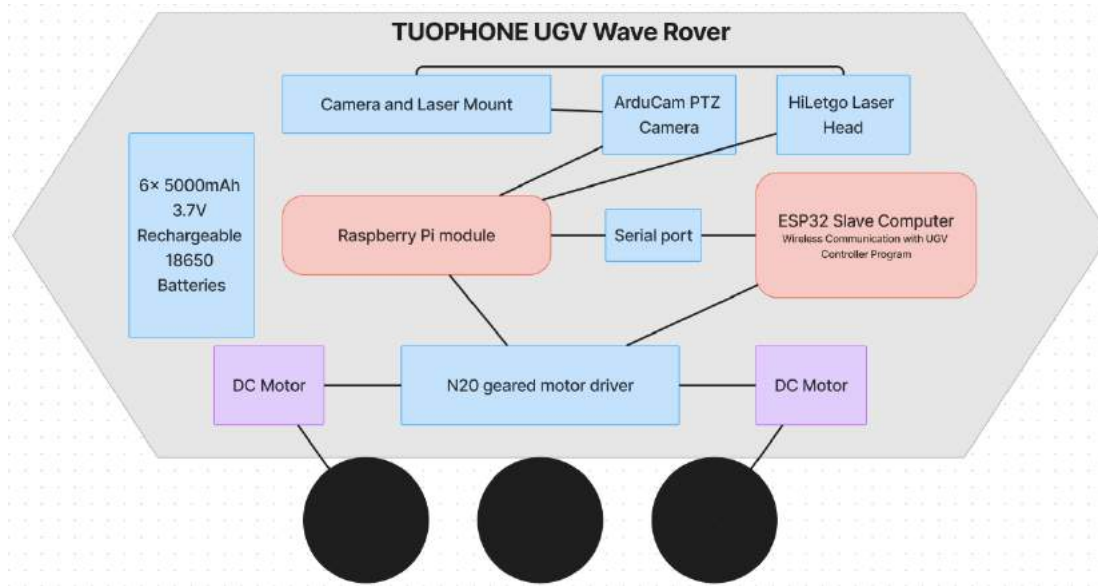 TUOPHONE UGV Wave Rover
Camera and Laser Mount
ArduCam PTZ
Camera
HiLetgo Laser
Head
6× 5000mAh
3.7V
Rechargeable
18650
Batteries
Raspberry Pi module
Serial port
ESP32 Slave Computer
Wireless Communication with UGV
Controller Program
DC Motor
N20 geared motor driver
DC Motor